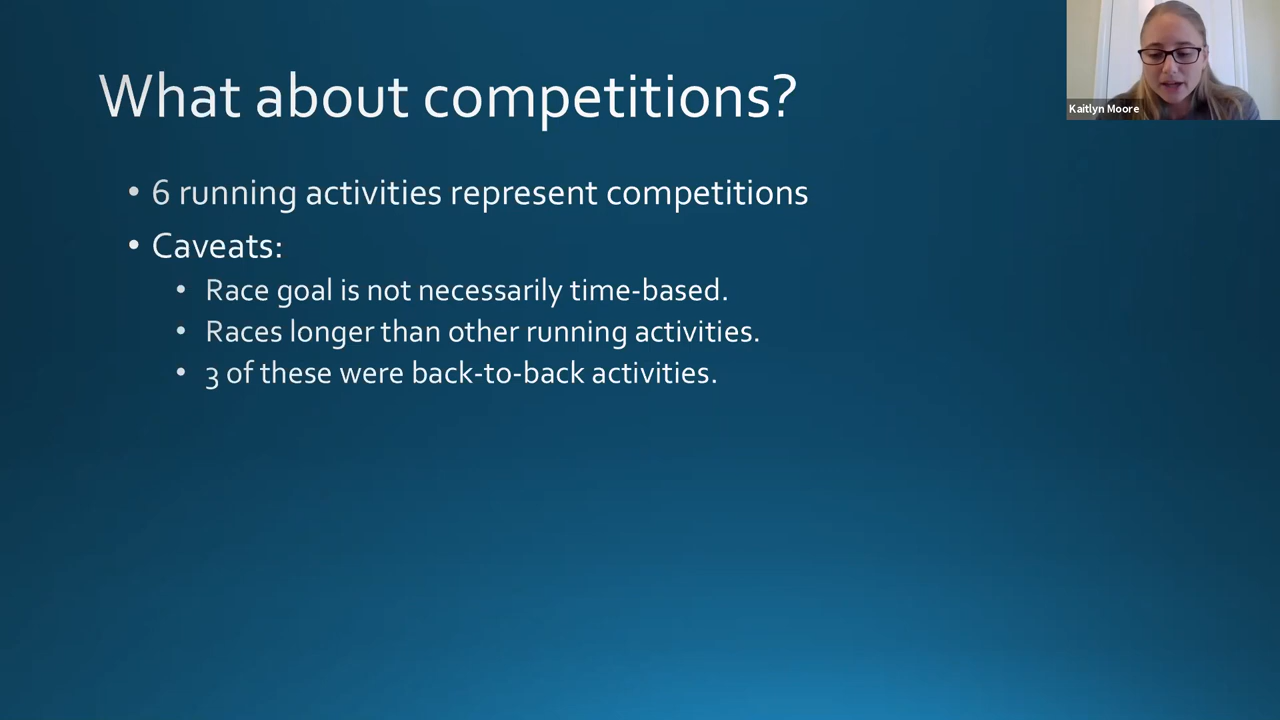 What about competitions?
Kaitlyn Moore
• 6 running activities represent competitions
• Caveats:
• Race goal is not necessarily time-based.
• Races longer than other running activities.
• 3 of these were back-to-back activities.